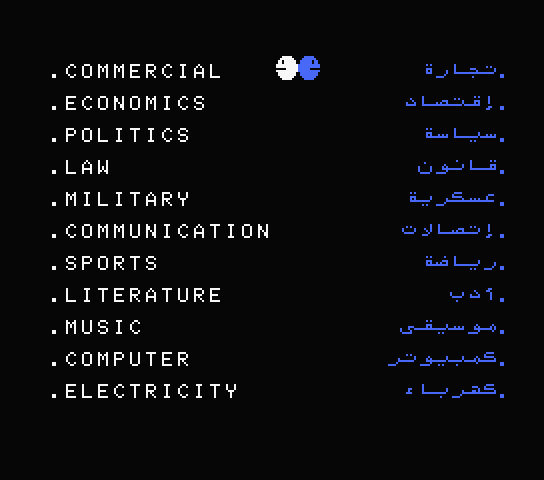 .COMMERCIAL .تجارة
.ECONOMICS .إقتصاد
.POLITICS .سياسة
.LAW .قانون
.MILITARY .عسكرية
.COMMUNICATION .إتصالات
.SPORTS .رياضة
.LITERATURE .أدب
.MUSIC .موسيقى
.COMPUTER .كمبيوتر
.ELECTRICITY .كهرباء